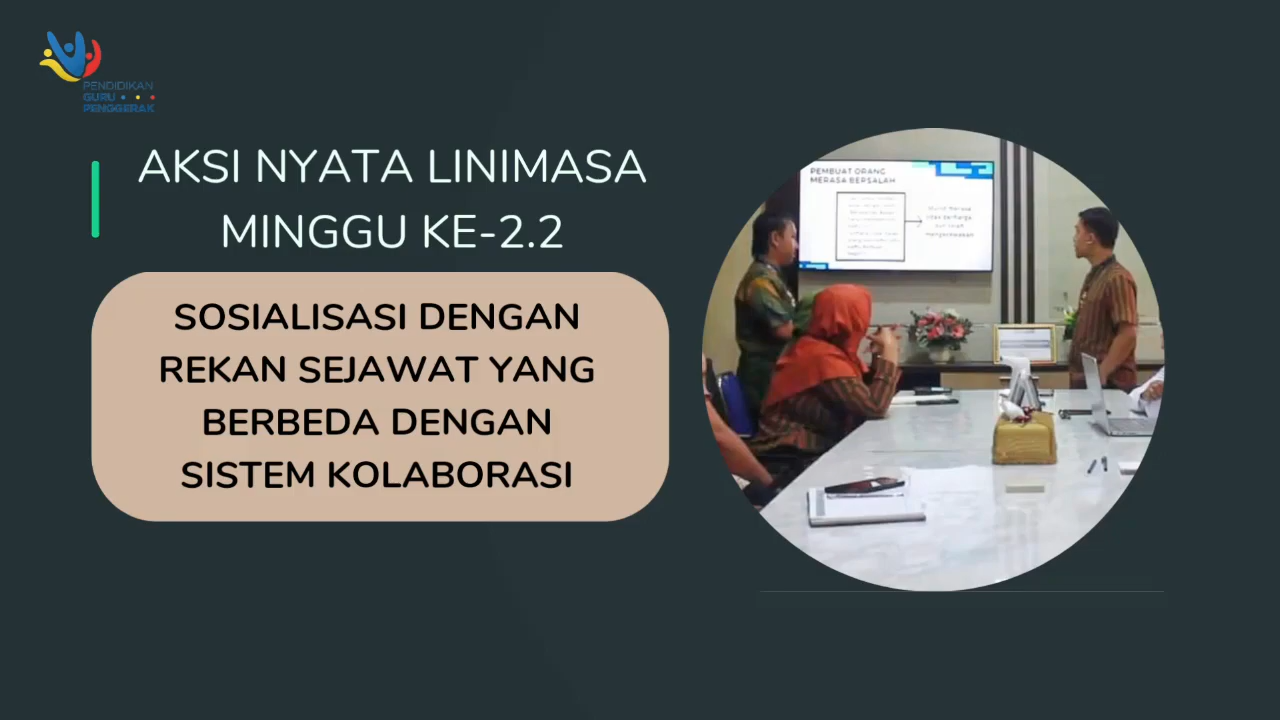 PENDIDIKAN
GURU
PENGGERAK
AKSI NYATA LINIMASA
MINGGU KE-2.2
SOSIALISASI DENGAN
REKAN SEJAWAT YANG
BERBEDA DENGAN
SISTEM KOLABORASI
PEMBUAT ORANG
MERASA BERSALAH